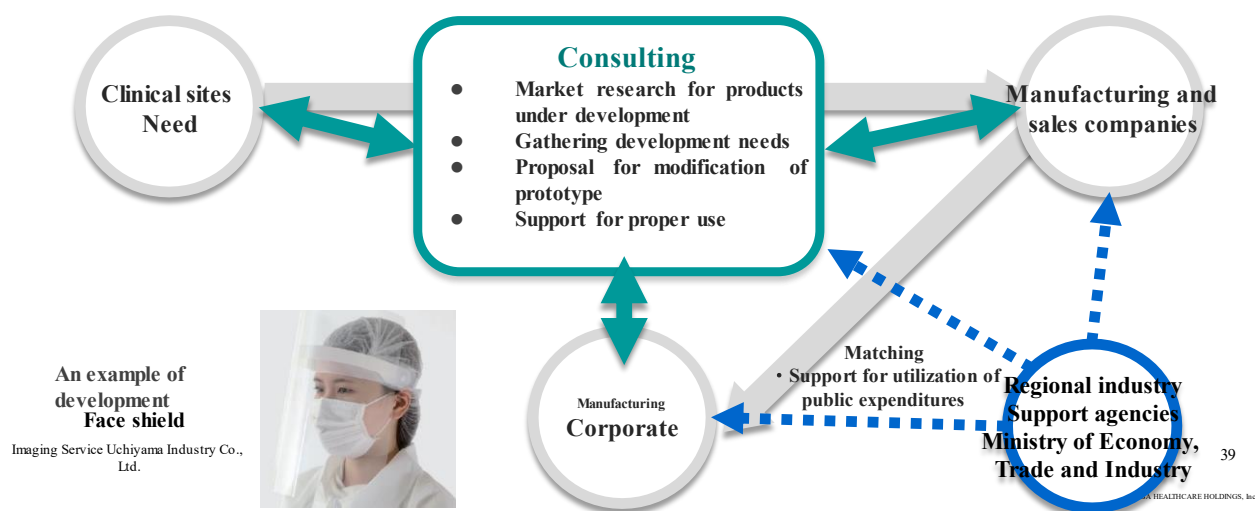 Clinical sites
Need
Consulting
● Market research for products
under development
● Gathering development needs
● Proposal for modification of
prototype
● Support for proper use
Manufacturing and
sales companies
Manufacturing
Corporate
Matching
・Support for utilization of
public expenditures
Regional industry
Support agencies
Ministry of Economy,
Trade and Industry
An example of
development
Face shield
Imaging Service Uchiyama Industry Co.,
Ltd.
39
HEALTHCARE HOLDINGS, Inc